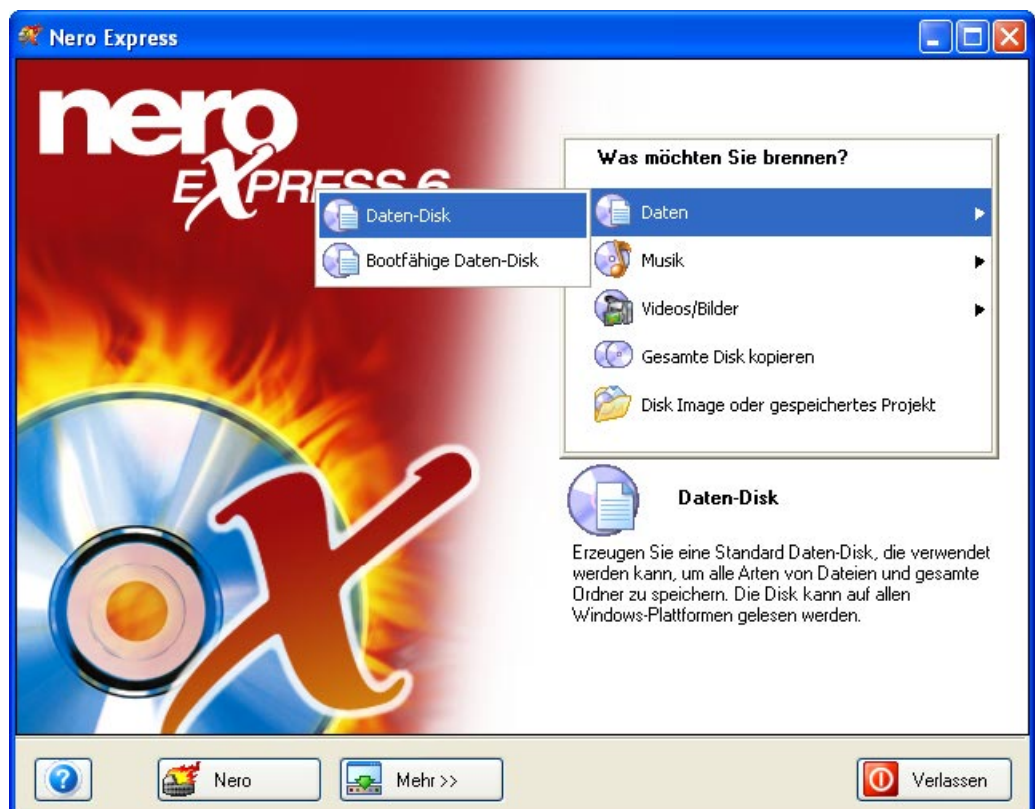 Nero Express
nero
EXPRESS 6
Was möchten Sie brennen?
Daten-Disk
Bootfähige Daten-Disk
Daten
Musik
Videos/Bilder
Gesamte Disk kopieren
Disk Image oder gespeichertes Projekt
Daten-Disk
Erzeugen Sie eine Standard Daten-Disk, die verwendet
werden kann, um alle Arten von Dateien und gesamte
Ordner zu speichern. Die Disk kann auf allen
Windows-Plattformen gelesen werden.
Nero
Mehr >>
Verlassen